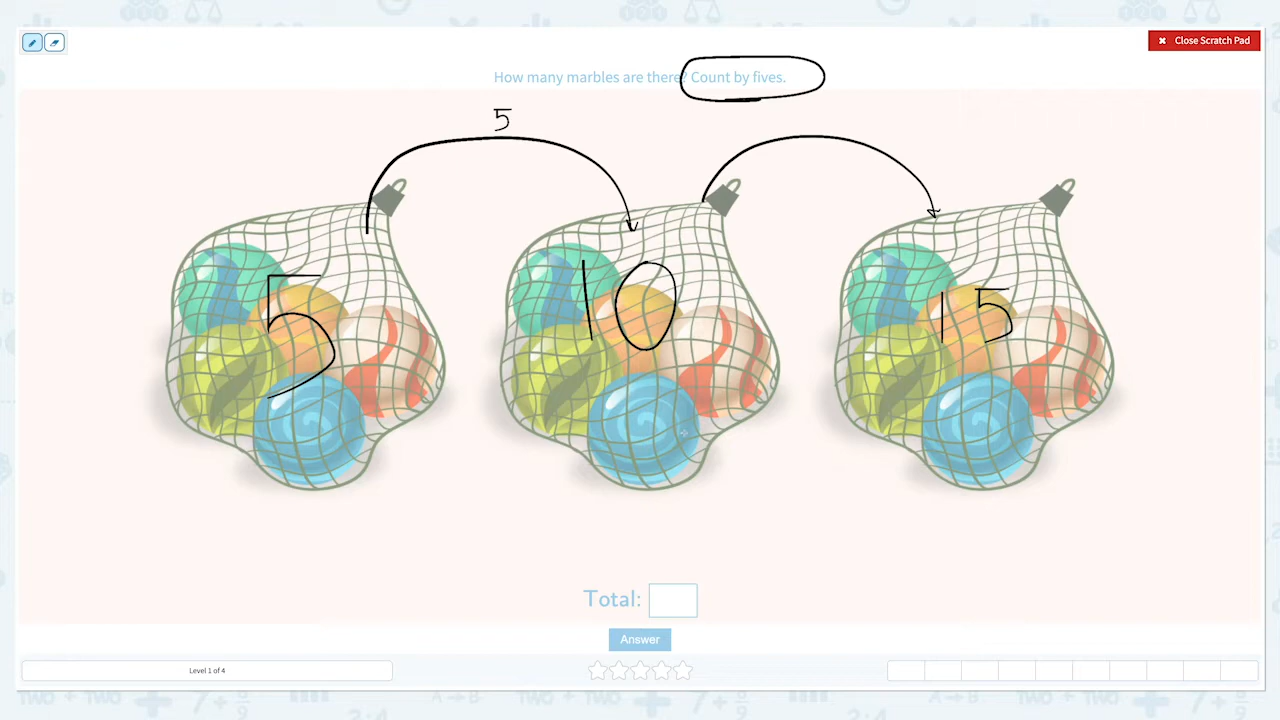 Close Scratch Pad
How many marbles are there? Count by fives.
5
5 10 15
Total:
Answer
Level 1 of 4